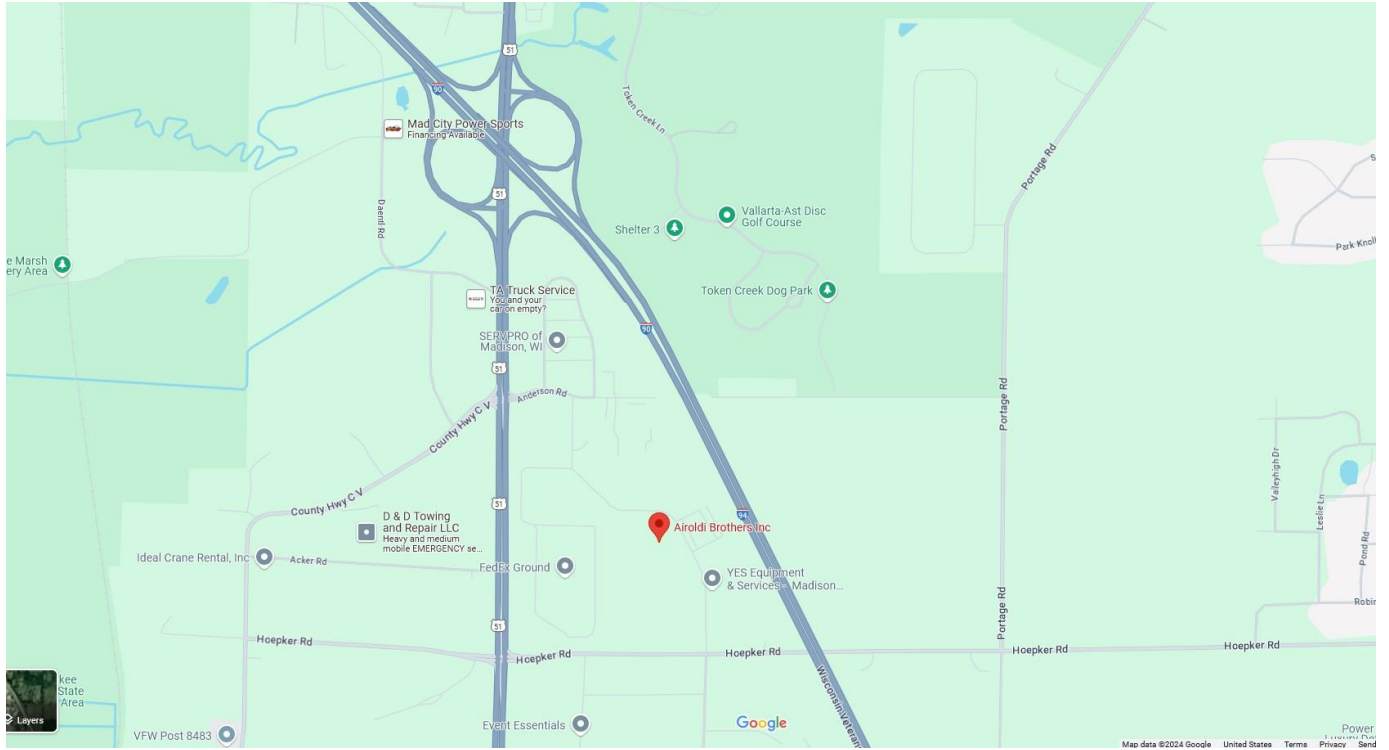 51
90
Token Creek Ln
Mad City Power Sports
Financing Available
Portage Rd
51
Daentl Rd
Vallarta-Ast Disc
Golf Course
Shelter 3
Park Knoll
e Marsh
ery Area
TA Truck Service
You and your
car on empty?
Token Creek Dog Park
90
SERVPRO of
Madison, WI
51
Anderson Rd
County Hwy C V
Portage Rd
Valleyhigh Dr
Leslie Ln
Pond Rd
County Hwy C V
51
94
D & D Towing
and Repair LLC
Heavy and medium
mobile EMERGENCY se...
Airoldi Brothers Inc
Ideal Crane Rental, Inc
Acker Rd
FedEx Ground
YES Equipment
& Services - Madison...
Portage Rd
Robin
51
Hoepker Rd
Hoepker Rd
Hoepker Rd
Hoepker Rd
Hoepker Rd
kee
State
Area
Layers
Wisconsin Veteran
VFW Post 8483
Event Essentials
Google
Power
Map data ©2024 Google United States Terms Privacy Send